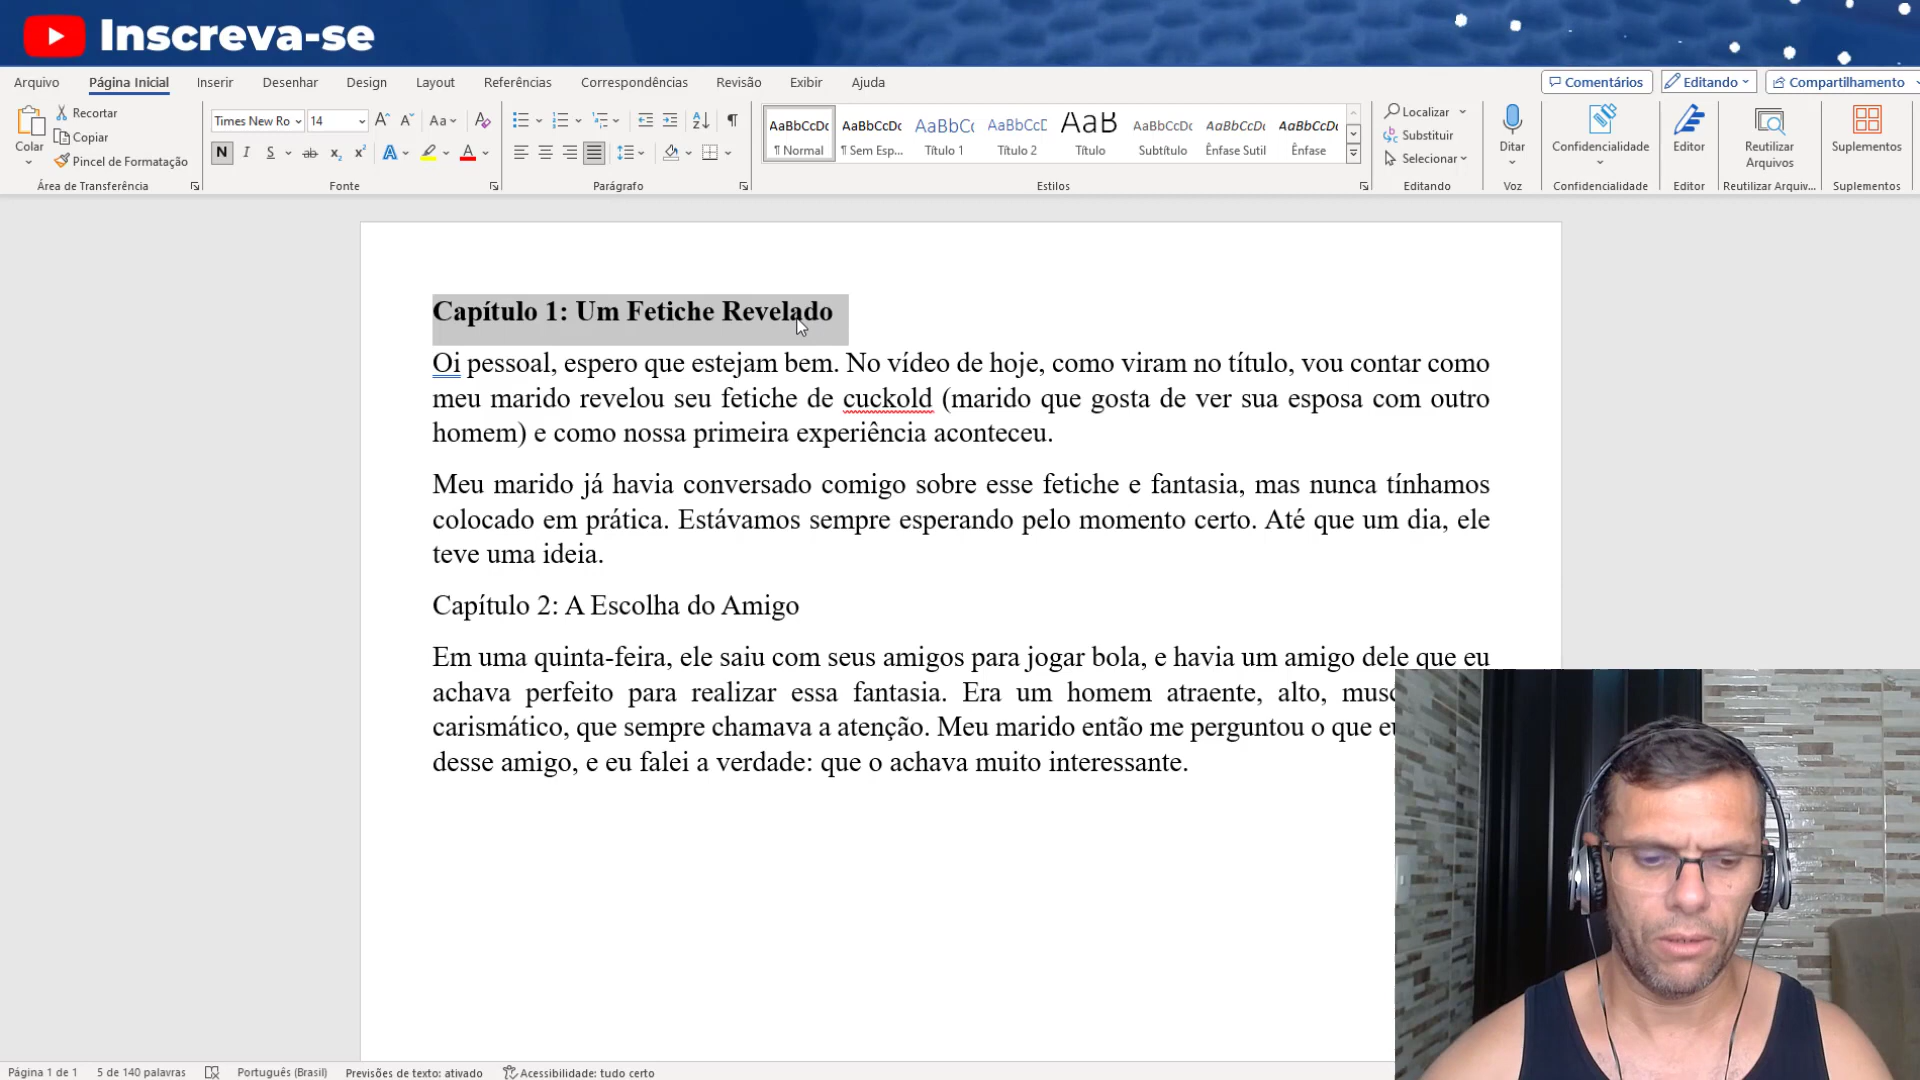 Inscreva-se
Arquivo Página Inicial Inserir Desenhar Design Layout Referências Correspondências Revisão Exibir Ajuda Comentários Editando Compartilhamento
Colar Recortar Copiar Pincel de Formatação
Área de Transferência
Times New Ro 14
N I S ab x₂ x² A A Aa
Fonte
Parágrafo
AaBbCcDc AaBbCcDc AaBbCc AaBbCcD AaB AaBbCcD AaBbCcDc AaBbCcDc
¶ Normal ¶ Sem Esp... Título 1 Título 2 Título Subtítulo Ênfase Sutil Ênfase
Estilos
Localizar
Substituir
Selecionar
Editando
Ditar
Voz
Confidencialidade
Confidencialidade
Editor
Editor
Reutilizar
Arquivos
Reutilizar Arquiv...
Suplementos
Suplementos
Capítulo 1: Um Fetiche Revelado
Oi pessoal, espero que estejam bem. No vídeo de hoje, como viram no título, vou contar como
meu marido revelou seu fetiche de cuckold (marido que gosta de ver sua esposa com outro
homem) e como nossa primeira experiência aconteceu.
Meu marido já havia conversado comigo sobre esse fetiche e fantasia, mas nunca tínhamos
colocado em prática. Estávamos sempre esperando pelo momento certo. Até que um dia, ele
teve uma ideia.
Capítulo 2: A Escolha do Amigo
Em uma quinta-feira, ele saiu com seus amigos para jogar bola, e havia um amigo dele que eu
achava perfeito para realizar essa fantasia. Era um homem atraente, alto, musc
carismático, que sempre chamava a atenção. Meu marido então me perguntou o que eu
desse amigo, e eu falei a verdade: que o achava muito interessante.
Página 1 de 1 5 de 140 palavras Português (Brasil) Previsões de texto: ativado Acessibilidade: tudo certo